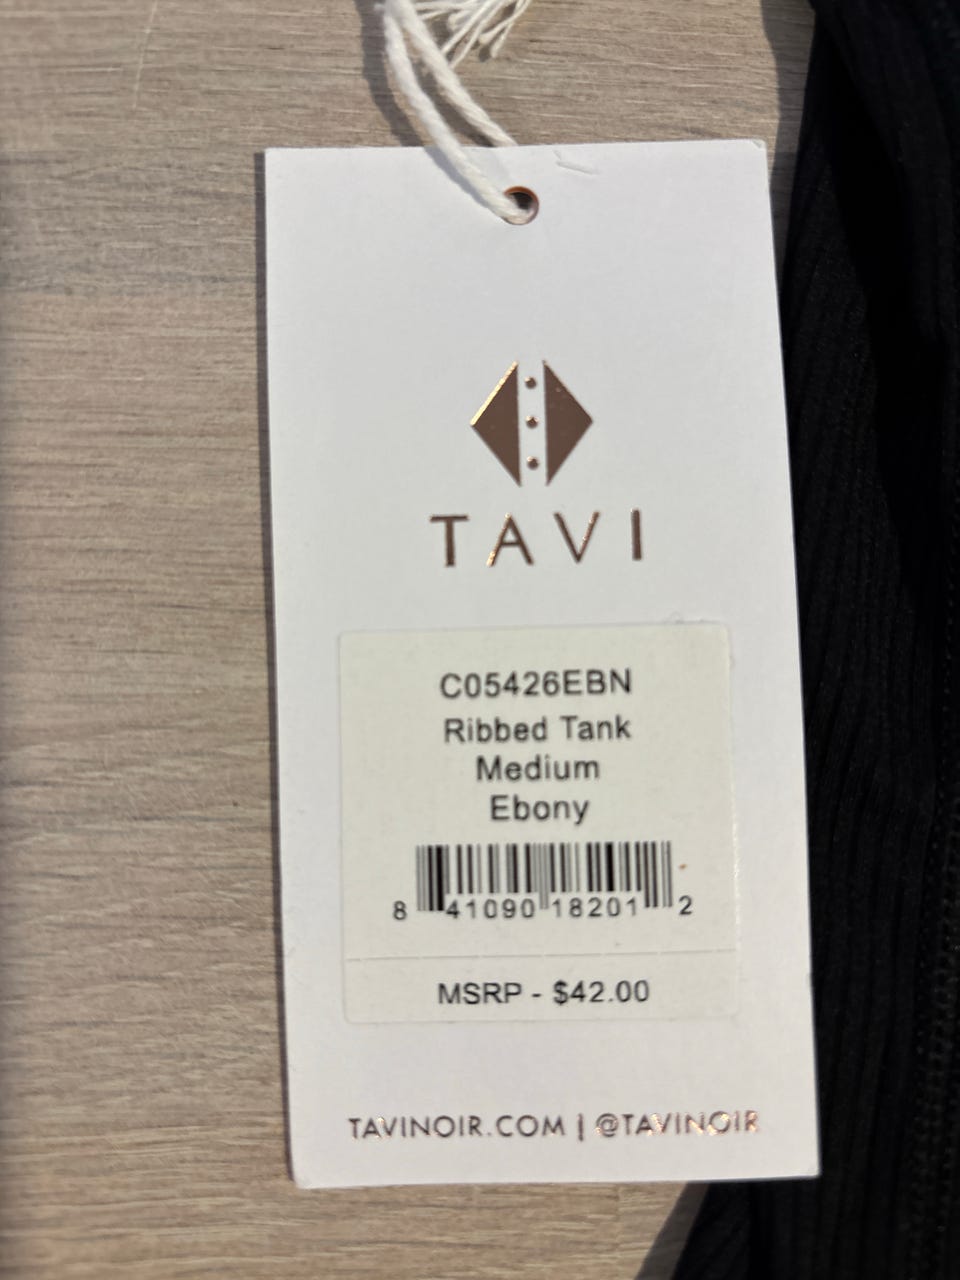 TAVI
C05426EBN
Ribbed Tank
Medium
Ebony
8 41090 18201 2
MSRP - $42.00
TAVINOIR.COM | @TAVINOIR